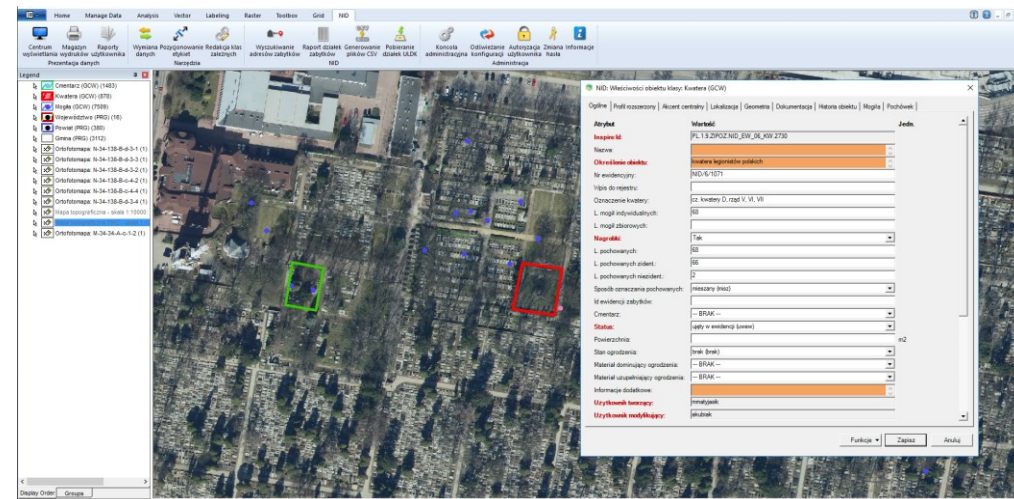 Home Manage Data Analysis Vector Labeling Raster Toolbox Grid NID
Centrum wyświetlania
Magazyn wydruków
Raporty użytkownika
Wymiana danych
Pozycjonowanie etykiet
Redakcja klas zależnych
Wyszukiwanie adresów zabytków
Raport działek zabytków
Generowanie plików CSV
Pobieranie działek ULDK
Konsola administracyjna
Odświeżanie konfiguracji
Autoryzacja użytkownika
Zmiana hasła
Informacje
Prezentacja danych Narzędzia NID Administracja
Legend
Cmentarz (GCW) (1483)
Kwatera (GCW) (878)
Mogiła (GCW) (7509)
Województwo (PRG) (16)
Powiat (PRG) (380)
Gmina (PRG) (3112)
Ortofotomapa: N-34-138-B-d-3-1 (1)
Ortofotomapa: N-34-138-B-d-3-3 (1)
Ortofotomapa: N-34-138-B-d-3-2 (1)
Ortofotomapa: N-34-138-B-c-4-2 (1)
Ortofotomapa: N-34-138-B-c-4-4 (1)
Ortofotomapa: N-34-138-B-d-3-4 (1)
Mapa topograficzna - skala 1:10000
Ortofotomapa: M-34-34-A-c-1-2 (1)
Display Order Groups
NID: Właściwości obiektu klasy: Kwatera (GCW)
Ogólne Profil rozszerzony Akcent centralny Lokalizacja Geometria Dokumentacja Historia obiektu Mogiła Pochówek
Atrybut Wartość Jedn.
Inspire Id: PL.1.9.ZIPOZ.NID_EW_06_KW.2730
Nazwa:
Określenie obiektu: kwatera legionistów polskich
Nr ewidencyjny: NID/6/1071
Wpis do rejestru:
Oznaczenie kwatery: cz. kwatery D, rząd V, VI, VII
L. mogił indywidualnych: 68
L. mogił zbiorowych:
Nagrobki: Tak
L. pochowanych: 68
L. pochowanych zident.: 66
L. pochowanych niezident.: 2
Sposób oznaczania pochowanych: mieszany (miesz)
Id ewidencji zabytków:
Cmentarz: -- BRAK --
Status: ujęty w ewidencji (uwew)
Powierzchnia: m2
Stan ogrodzenia: brak (brak)
Materiał dominujący ogrodzenia: -- BRAK --
Materiał uzupełniający ogrodzenia: -- BRAK --
Informacje dodatkowe:
Użytkownik tworzący: mmatyjasik
Użytkownik modyfikujący: akubiak
Funkcje Zapisz Anuluj